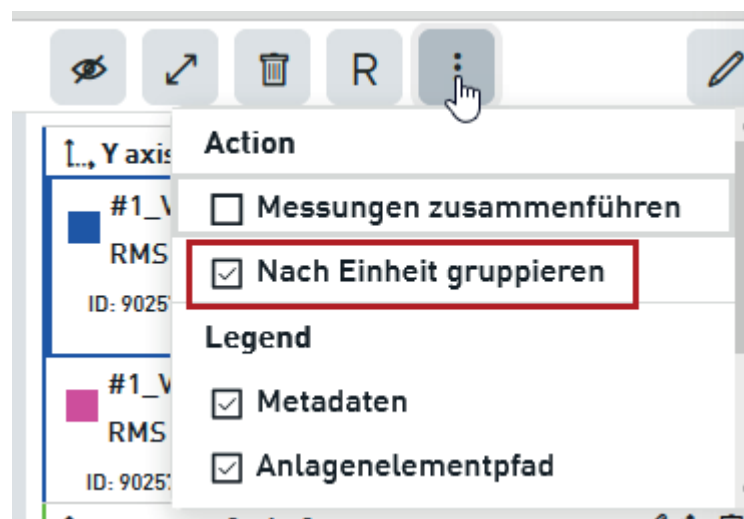 R
Action
Y axis
#1_V
Messungen zusammenführen
RMS
Nach Einheit gruppieren
ID: 9025
Legend
#1_V
Metadaten
RMS
Anlagenelementpfad
ID: 9025